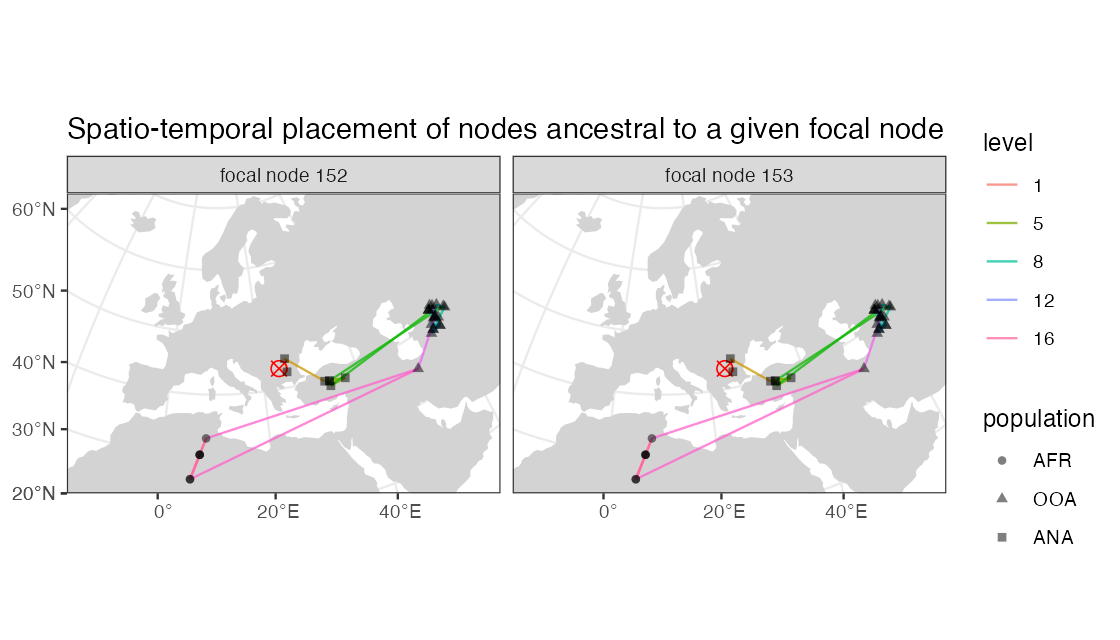 Spatio-temporal placement of nodes ancestral to a given focal node
focal node 152
focal node 153
60°N
50°N
40°N
30°N
20°N
0°
20°E
40°E
0°
20°E
40°E
level
1
5
8
12
16
population
AFR
OOA
ANA